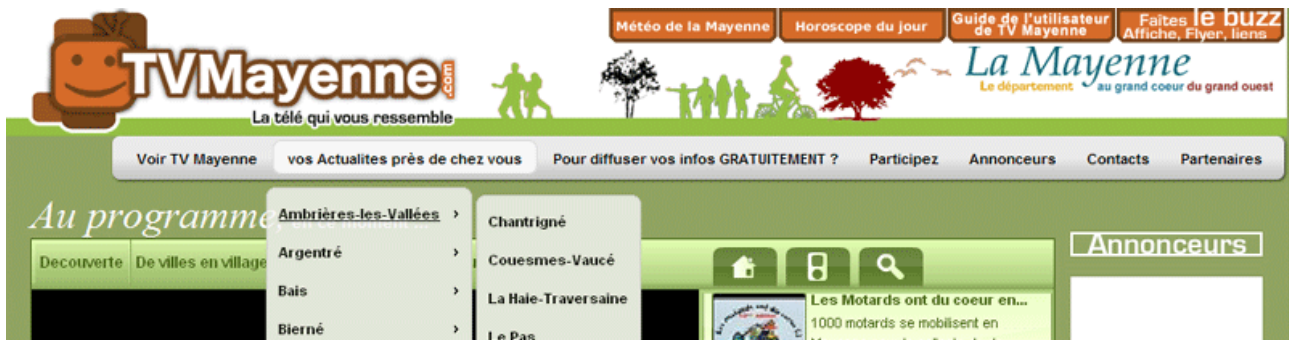 Météo de la Mayenne
Horoscope du jour
Guide de l'utilisateur
de TV Mayenne
Faites le buzz
Affiche, Flyer, liens
TVMayenne.com
La télé qui vous ressemble
La Mayenne
Le département au grand coeur du grand ouest
Voir TV Mayenne
vos Actualites près de chez vous
Pour diffuser vos infos GRATUITEMENT ?
Participez
Annonceurs
Contacts
Partenaires
Au programme, en ce moment ...
Ambrières-les-Vallées
Argentré
Bais
Bierné
Chantrigné
Couesmes-Vaucé
La Haie-Traversaine
Le Pas
Decouverte
De villes en village
Annonceurs
Les Motards ont du coeur en...
1000 motards se mobilisent en